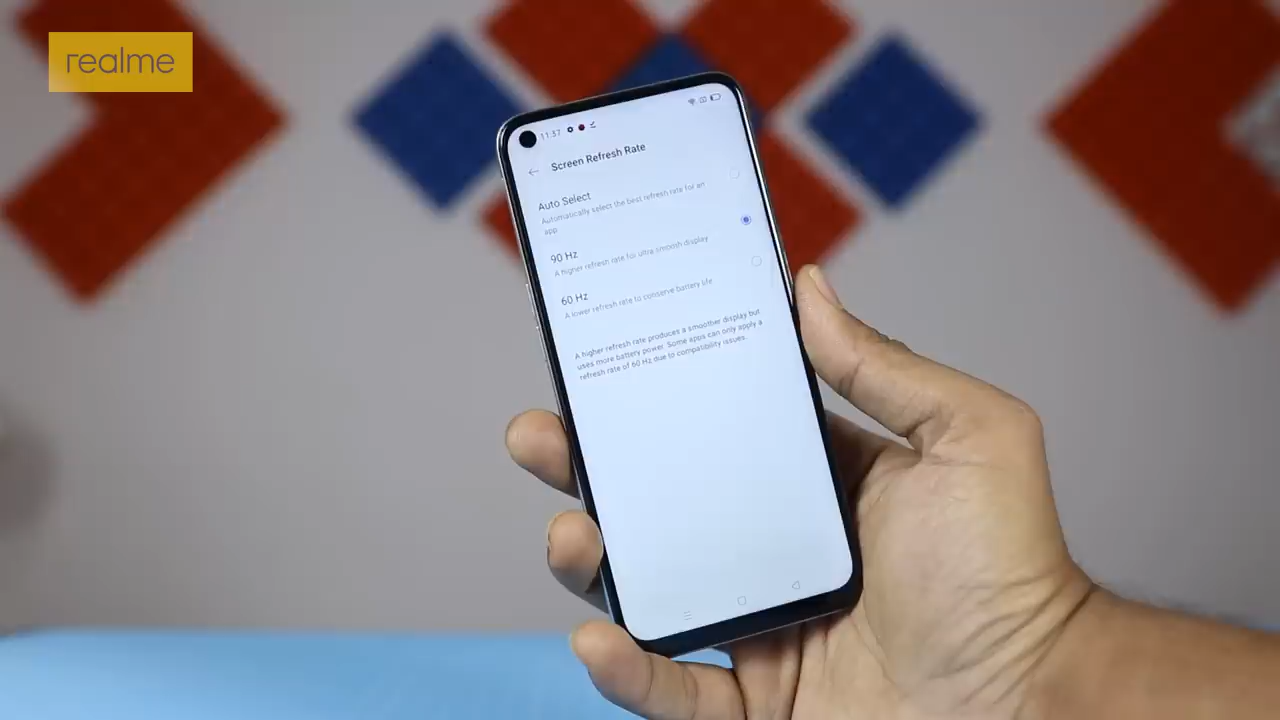 realme
11.37
Screen Refresh Rate
Auto Select
Automatically select the best refresh rate for an
app
90 Hz
A higher refresh rate for ultra smooth display
60 Hz
A lower refresh rate to conserve battery life
A higher refresh rate produces a smoother display but
uses more battery power. Some apps can only apply a
refresh rate of 60 Hz due to compatibility issues.